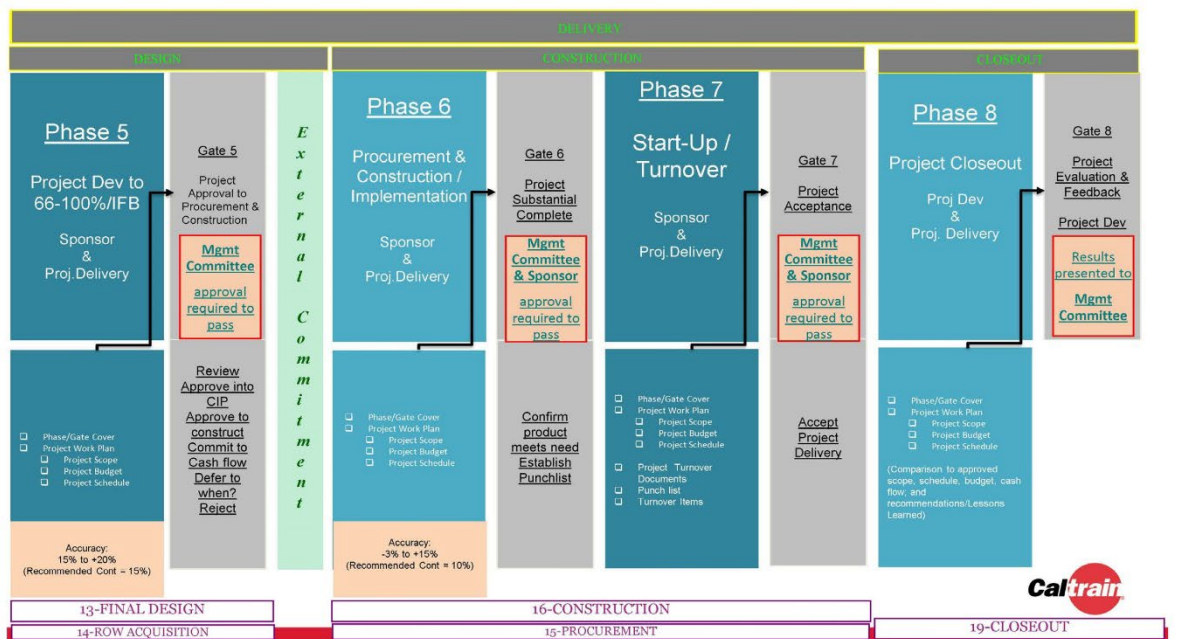 DELIVERY
DESIGN
CONSTRUCTION
CLOSEOUT
Phase 5
Project Dev to
66-100%/IFB
Sponsor
&
Proj.Delivery
❑ Phase/Gate Cover
❑ Project Work Plan
❑ Project Scope
❑ Project Budget
❑ Project Schedule
Accuracy:
15% to +20%
(Recommended Cont = 15%)
Gate 5
Project
Approval to
Procurement &
Construction
Mgmt
Committee
approval
required to
pass
Review
Approve into
CIP
Approve to
construct
Commit to
Cash flow
Defer to
when?
Reject
External Commitment
Phase 6
Procurement &
Construction /
Implementation
Sponsor
&
Proj.Delivery
❑ Phase/Gate Cover
❑ Project Work Plan
❑ Project Scope
❑ Project Budget
❑ Project Schedule
Accuracy:
-3% to +15%
(Recommended Cont = 10%)
Gate 6
Project
Substantial
Complete
Mgmt
Committee
& Sponsor
approval
required to
pass
Confirm
product
meets need
Establish
Punchlist
Phase 7
Start-Up /
Turnover
Sponsor
&
Proj.Delivery
❑ Phase/Gate Cover
❑ Project Work Plan
❑ Project Scope
❑ Project Budget
❑ Project Schedule
❑ Project Turnover
Documents
❑ Punch list
❑ Turnover Items
Gate 7
Project
Acceptance
Mgmt
Committee
& Sponsor
approval
required to
pass
Accept
Project
Delivery
Phase 8
Project Closeout
Proj Dev
&
Proj. Delivery
❑ Phase/Gate Cover
❑ Project Work Plan
❑ Project Scope
❑ Project Budget
❑ Project Schedule
(Comparison to approved
scope, schedule, budget, cash
flow; and
recommendations/Lessons
Learned)
Gate 8
Project
Evaluation &
Feedback
Project Dev
Results
presented to
Mgmt
Committee
Caltrain
13-FINAL DESIGN
14-ROW ACQUISITION
16-CONSTRUCTION
15-PROCUREMENT
19-CLOSEOUT